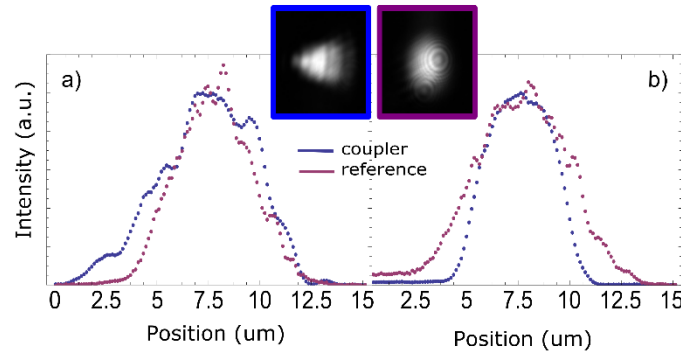 a)
b)
Intensity (a.u.)
coupler
reference
0 2.5 5 7.5 10 12.5 15
2.5 5 7.5 10 12.5 15
Position (um)
Position (um)